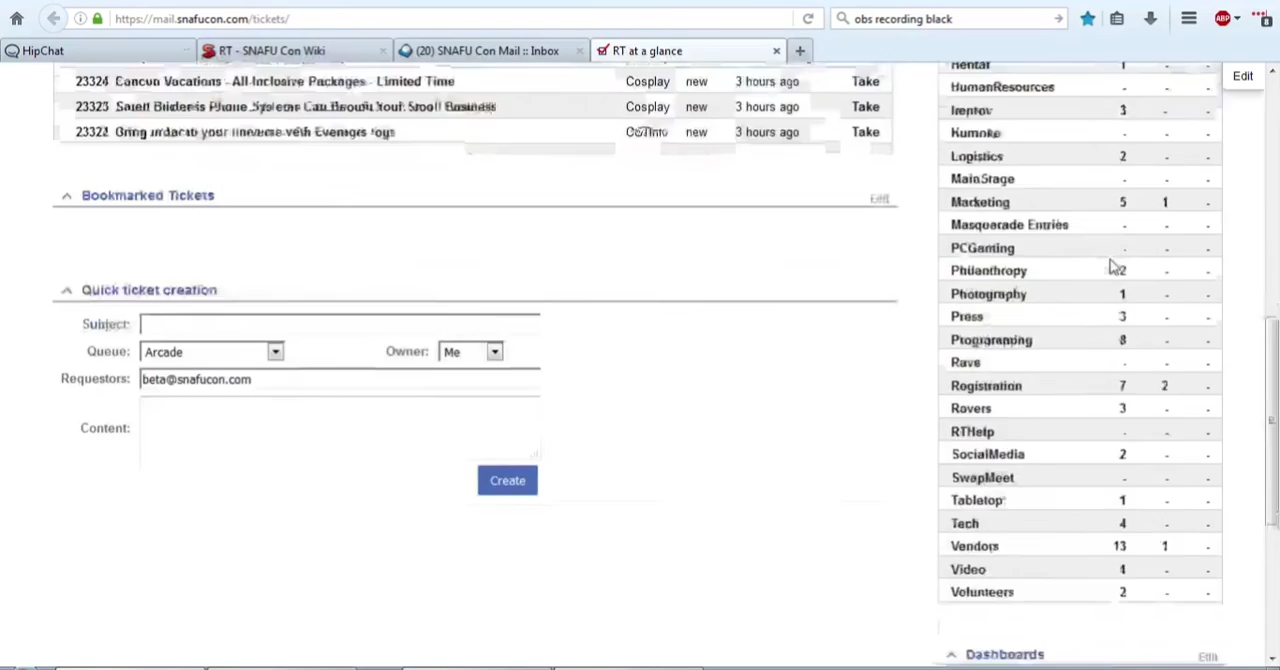 https://mail.snafucon.com/tickets/
obs recording black
ABP
HipChat
RT - SNAFU Con Wiki
(20) SNAFU Con Mail :: Inbox
RT at a glance
23324 Cancun Vacations - All-Inclusive Packages - Limited Time Cosplay new 3 hours ago Take
Business Cosplay new 3 hours ago Take
your new 3 hours ago Take
Bookmarked Tickets Edit
Quick ticket creation
Subject:
Queue: Arcade Owner: Me
Requestors: beta@snafucon.com
Content:
Create
Edit
Rental 1 - -
HumanResources - - -
3 - -
- - -
Logistics 2 - -
MainStage - - -
Marketing 5 1 -
Masquerade Entries - - -
PCGaming - - -
Philanthropy 2 - -
Photography 1 - -
Press 3 - -
Programming 8 - -
Rave - - -
Registration 7 2 -
Rovers 3 - -
RTHelp - - -
SocialMedia 2 - -
SwapMeet - - -
Tabletop 1 - -
Tech 4 - -
Vendors 13 1 -
Video - -
Volunteers 2 - -
Dashboards Edit